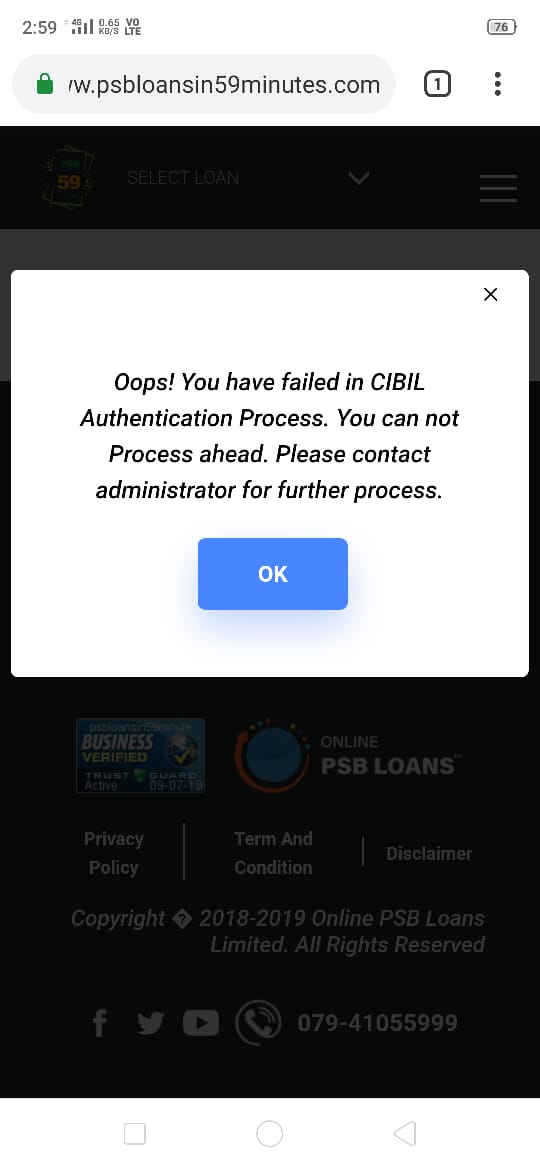 2:59 4G 0.65 KB/S VO LTE 76
/w.psbloansin59minutes.com 1
PSB
59
SELECT LOAN
Oops! You have failed in CIBIL
Authentication Process. You can not
Process ahead. Please contact
administrator for further process.
OK
psbloansin59minute
BUSINESS
VERIFIED
TRUST GUARD
Active 09-07-19
ONLINE
PSB LOANS™
Privacy
Policy
Term And
Condition
Disclaimer
Copyright � 2018-2019 Online PSB Loans
Limited. All Rights Reserved
079-41055999